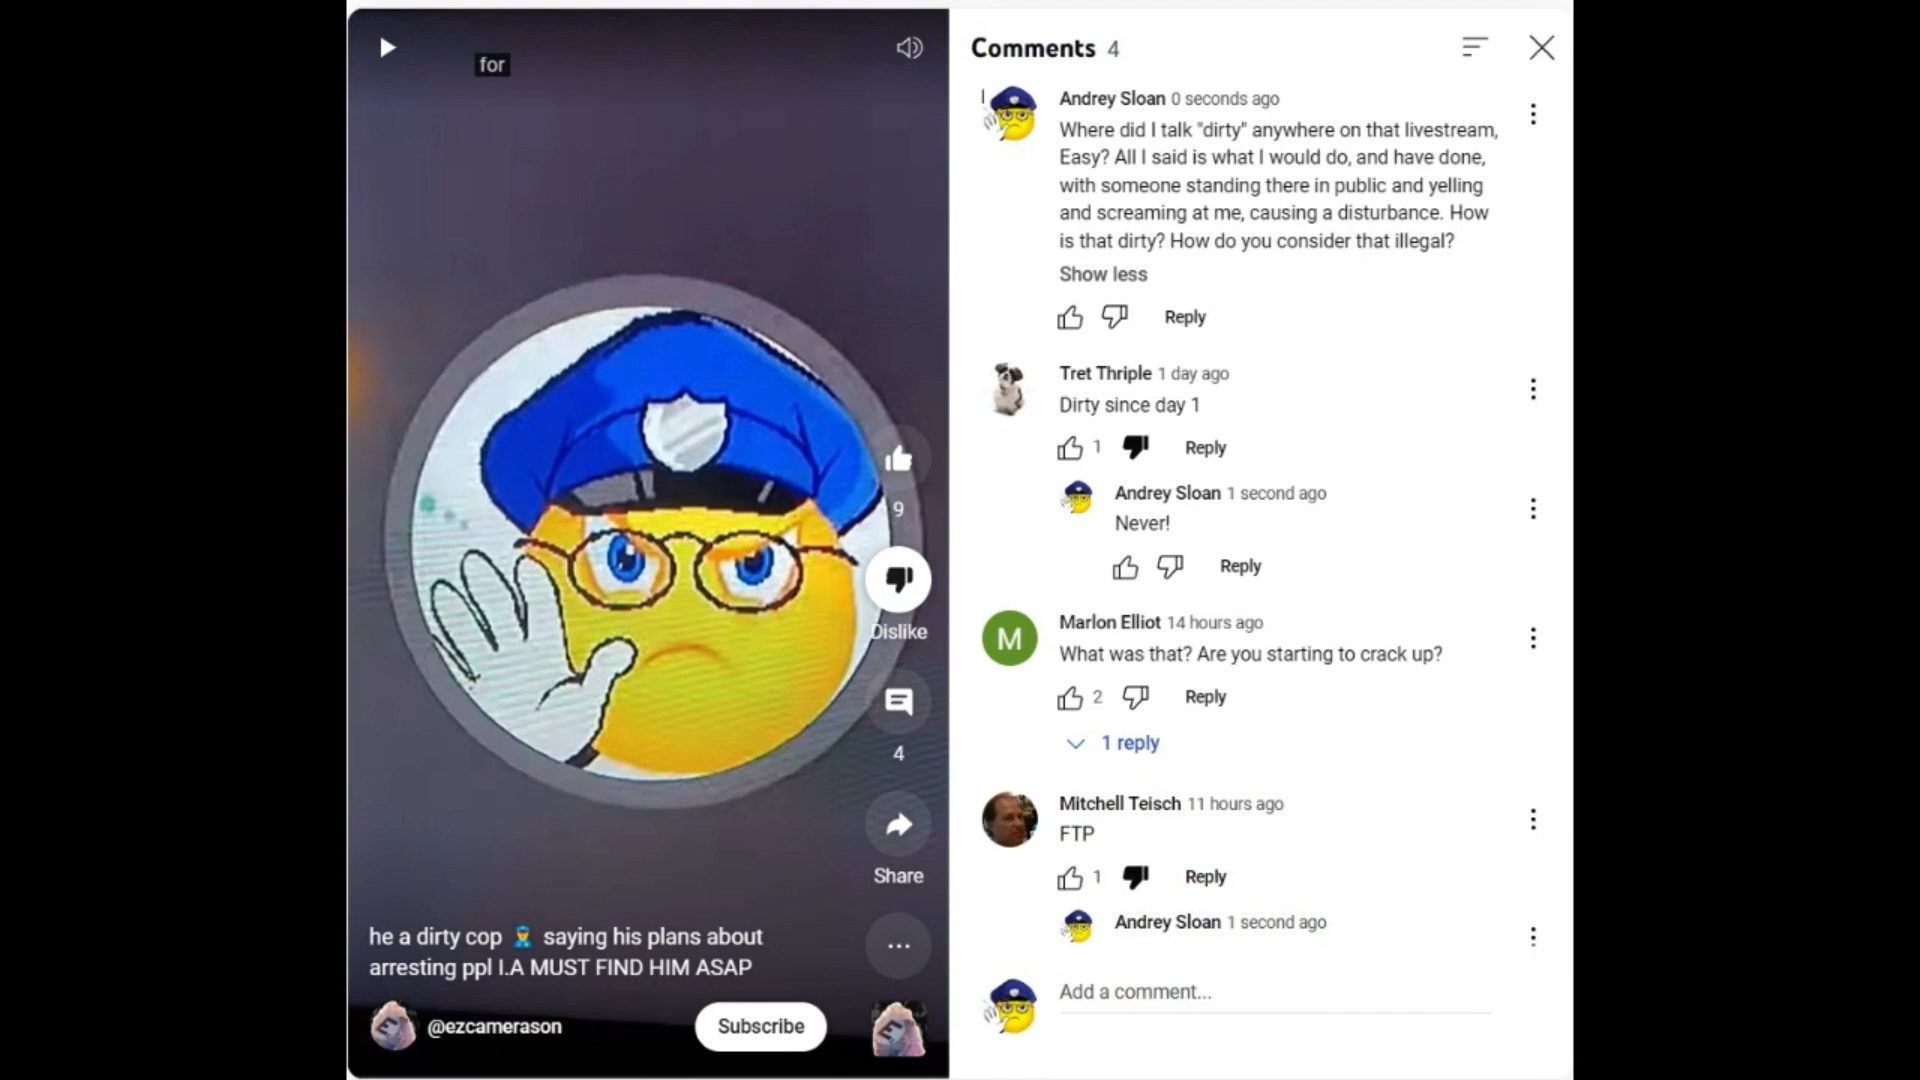 for
9
Dislike
4
Share
he a dirty cop 👮 saying his plans about
arresting ppl I.A MUST FIND HIM ASAP
@ezcamerason
Subscribe
Comments 4
Andrey Sloan 0 seconds ago
Where did I talk "dirty" anywhere on that livestream,
Easy? All I said is what I would do, and have done,
with someone standing there in public and yelling
and screaming at me, causing a disturbance. How
is that dirty? How do you consider that illegal?
Show less
Reply
Tret Thriple 1 day ago
Dirty since day 1
1 Reply
Andrey Sloan 1 second ago
Never!
Reply
M
Marlon Elliot 14 hours ago
What was that? Are you starting to crack up?
2 Reply
1 reply
Mitchell Teisch 11 hours ago
FTP
1 Reply
Andrey Sloan 1 second ago
Add a comment...